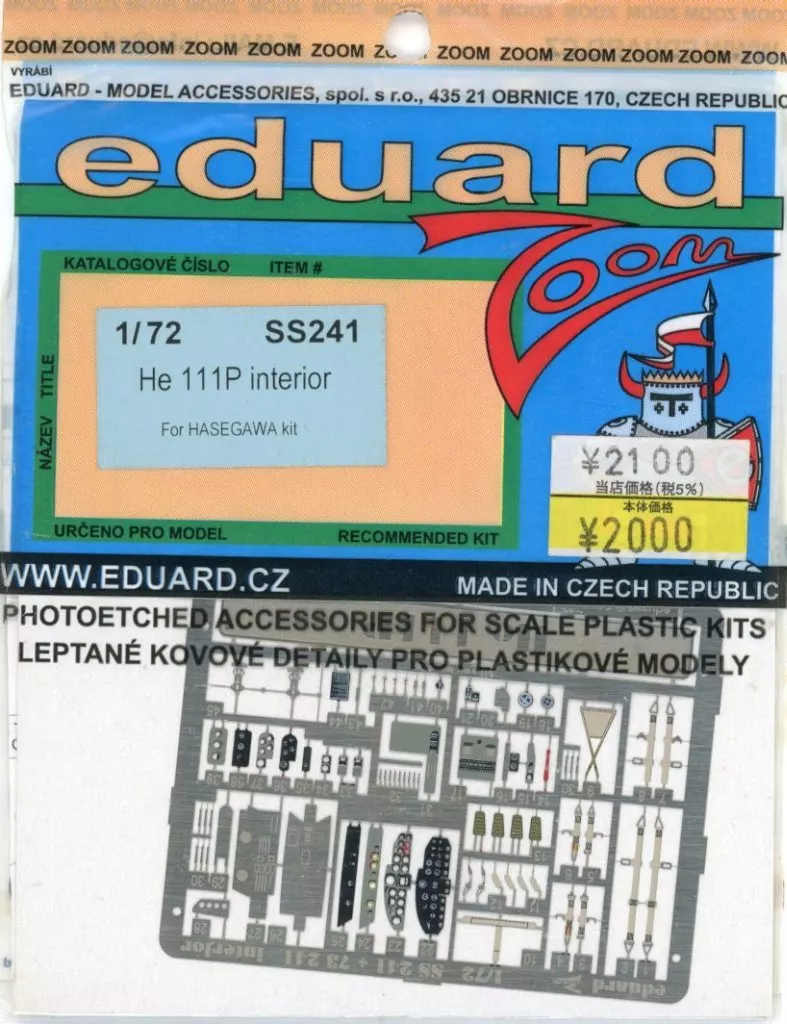 ZOOM ZOOM ZOOM ZOOM ZOOM ZOOM ZOOM ZOOM ZOOM ZOOM ZOOM ZOOM
VYRÁBÍ
EDUARD - MODEL ACCESSORIES, spol. s r.o., 435 21 OBRNICE 170, CZECH REPUBLIC
eduard
Zoom
KATALOGOVÉ ČÍSLO ITEM #
1/72 SS241
He 111P interior
For HASEGAWA kit
NÁZEV TITLE
¥2100
当店価格(税5%)
本体価格
¥2000
URČENO PRO MODEL RECOMMENDED KIT
WWW.EDUARD.CZ MADE IN CZECH REPUBLIC
PHOTOETCHED ACCESSORIES FOR SCALE PLASTIC KITS
LEPTANÉ KOVOVÉ DETAILY PRO PLASTIKOVÉ MODELY
eduard Zoom 1/72 SS 241 + 73 241 interior